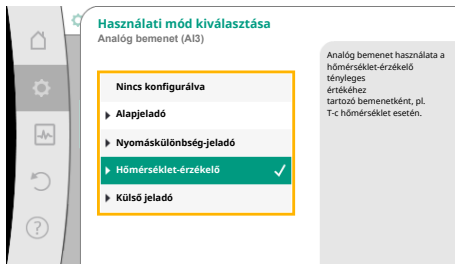 Használati mód kiválasztása
Analóg bemenet (AI3)
Nincs konfigurálva
Alapjeladó
Nyomáskülönbség-jeladó
Hőmérséklet-érzékelő
Külső jeladó
Analóg bemenet használata a
hőmérséklet-érzékelő
tényleges
értékéhez
tartozó bemenetként, pl.
T-c hőmérséklet esetén.